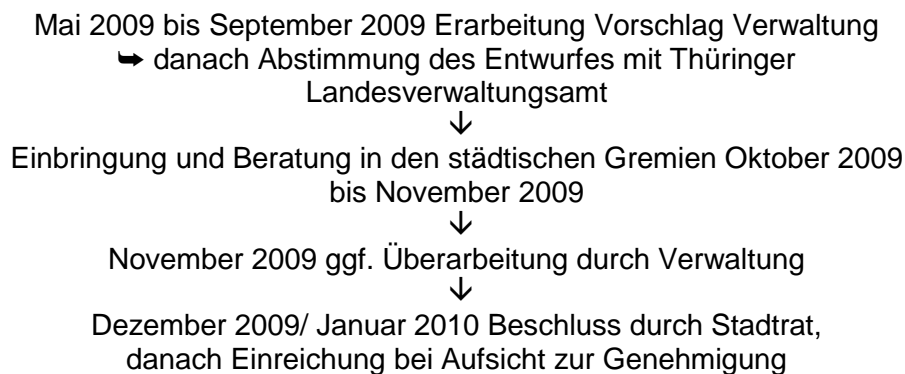 Mai 2009 bis September 2009 Erarbeitung Vorschlag Verwaltung
➥ danach Abstimmung des Entwurfes mit Thüringer
Landesverwaltungsamt
↓
Einbringung und Beratung in den städtischen Gremien Oktober 2009
bis November 2009
↓
November 2009 ggf. Überarbeitung durch Verwaltung
↓
Dezember 2009/ Januar 2010 Beschluss durch Stadtrat,
danach Einreichung bei Aufsicht zur Genehmigung